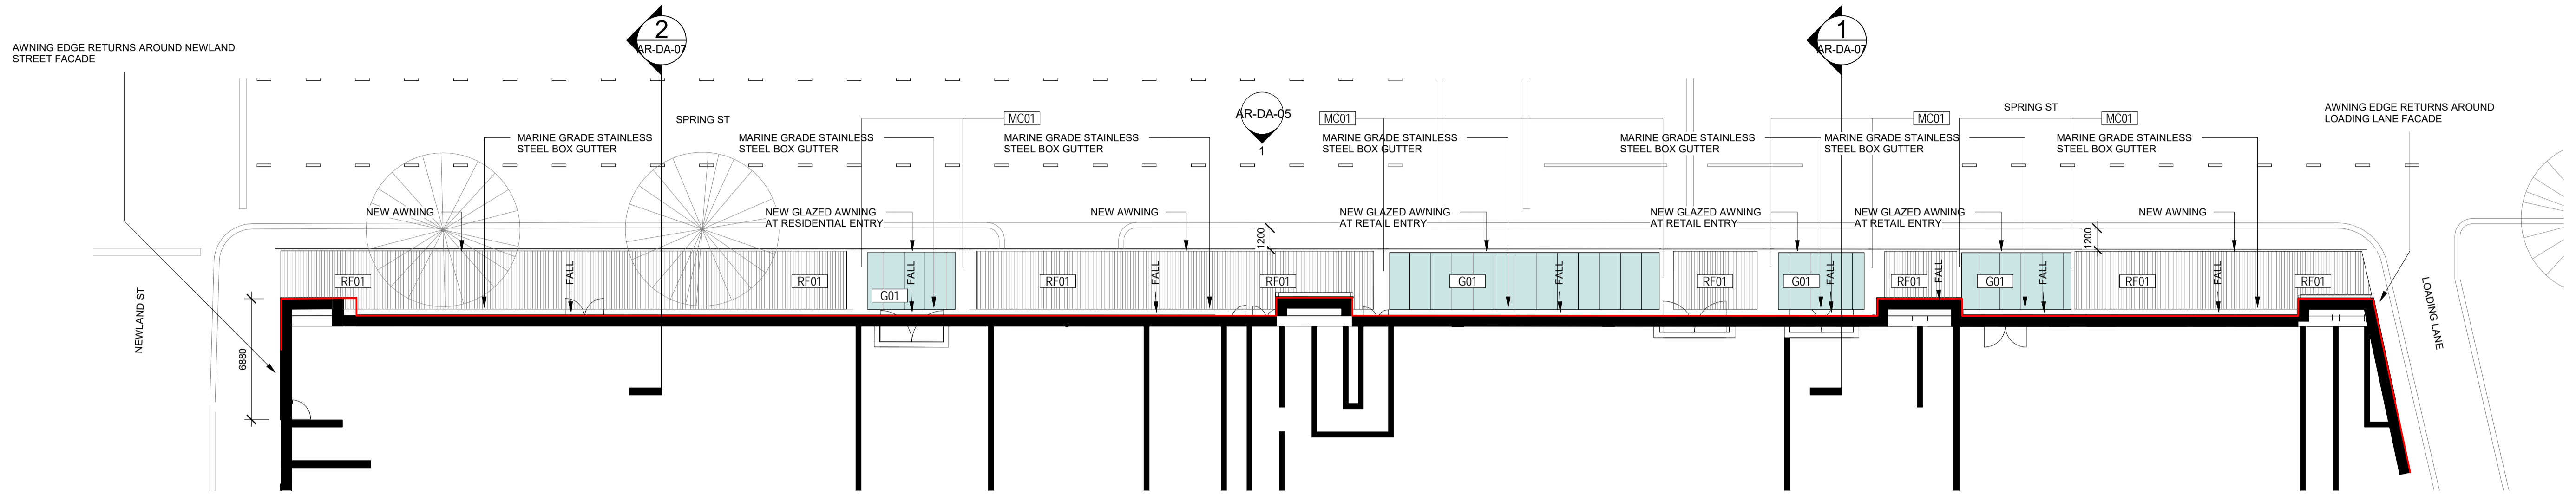 2
AR-DA-07
1
AR-DA-07
AWNING EDGE RETURNS AROUND NEWLAND
STREET FACADE
SPRING ST
AR-DA-05
1
MC01
MC01
MC01
SPRING ST
MC01
AWNING EDGE RETURNS AROUND
LOADING LANE FACADE
MARINE GRADE STAINLESS
STEEL BOX GUTTER
MARINE GRADE STAINLESS
STEEL BOX GUTTER
MARINE GRADE STAINLESS
STEEL BOX GUTTER
MARINE GRADE STAINLESS
STEEL BOX GUTTER
MARINE GRADE STAINLESS
STEEL BOX GUTTER
MARINE GRADE STAINLESS
STEEL BOX GUTTER
MARINE GRADE STAINLESS
STEEL BOX GUTTER
NEW AWNING
NEW GLAZED AWNING
AT RESIDENTIAL ENTRY
NEW AWNING
NEW GLAZED AWNING
AT RETAIL ENTRY
NEW GLAZED AWNING
AT RETAIL ENTRY
NEW GLAZED AWNING
AT RETAIL ENTRY
NEW AWNING
1200
1200
RF01
FALL
RF01
G01
FALL
RF01
FALL
RF01
G01
FALL
RF01
G01
FALL
RF01
FALL
G01
FALL
RF01
FALL
RF01
NEWLAND ST
6880
LOADING LANE